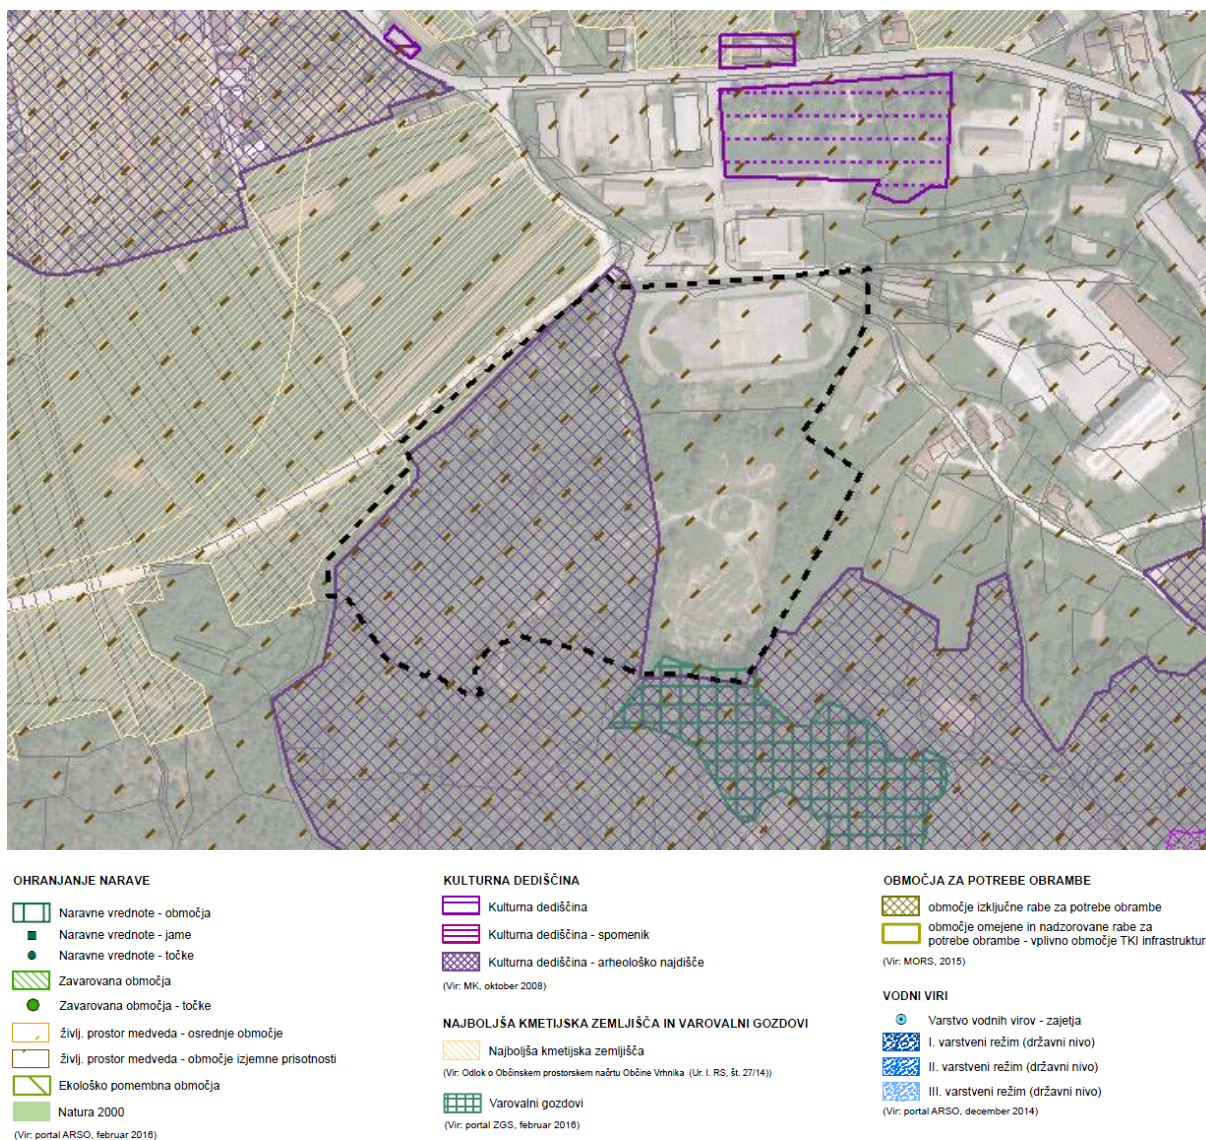 OHRANJANJE NARAVE
Naravne vrednote - območja
Naravne vrednote - jame
Naravne vrednote - točke
Zavarovana območja
Zavarovana območja - točke
življ. prostor medveda - osrednje območje
življ. prostor medveda - območje izjemne prisotnosti
Ekološko pomembna območja
Natura 2000
(Vir: portal ARSO, februar 2016)
KULTURNA DEDIŠČINA
Kulturna dediščina
Kulturna dediščina - spomenik
Kulturna dediščina - arheološko najdišče
(Vir: MK, oktober 2008)
NAJBOLJŠA KMETIJSKA ZEMLJIŠČA IN VAROVALNI GOZDOVI
Najboljša kmetijska zemljišča
(Vir: Odlok o Občinskem prostorskem načrtu Občine Vrhnika (Ur. l. RS, št. 27/14))
Varovalni gozdovi
(Vir: portal ZGS, februar 2016)
OBMOČJA ZA POTREBE OBRAMBE
območje izključne rabe za potrebe obrambe
območje omejene in nadzorovane rabe za
potrebe obrambe - vplivno območje TKI infrastruktur
(Vir: MORS, 2015)
VODNI VIRI
Varstvo vodnih virov - zajetja
I. varstveni režim (državni nivo)
II. varstveni režim (državni nivo)
III. varstveni režim (državni nivo)
(Vir: portal ARSO, december 2014)